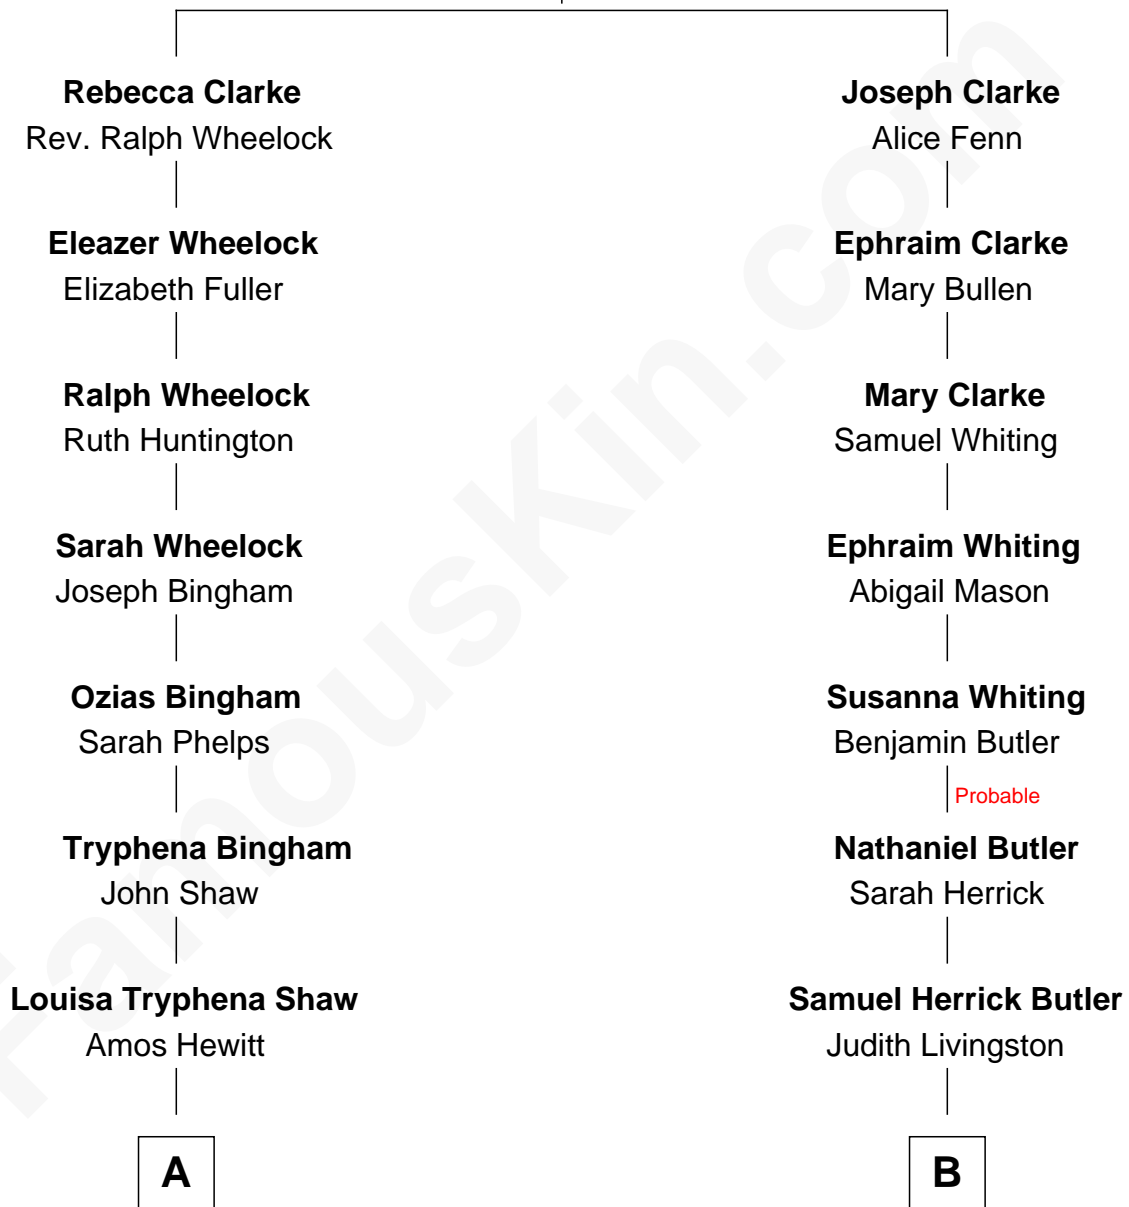 Rebecca Clarke
Rev. Ralph Wheelock
Joseph Clarke
Alice Fenn
Eleazer Wheelock
Elizabeth Fuller
Ephraim Clarke
Mary Bullen
Ralph Wheelock
Ruth Huntington
Mary Clarke
Samuel Whiting
Sarah Wheelock
Joseph Bingham
Ephraim Whiting
Abigail Mason
Ozias Bingham
Sarah Phelps
Susanna Whiting
Benjamin Butler
Probable
Tryphena Bingham
John Shaw
Nathaniel Butler
Sarah Herrick
Louisa Tryphena Shaw
Amos Hewitt
Samuel Herrick Butler
Judith Livingston
A
B
FamousKin.com